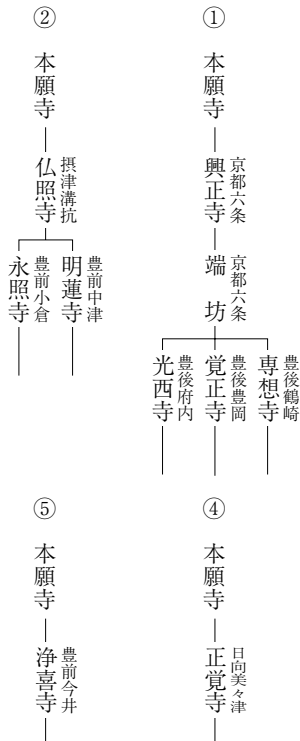 ①
本願寺
京都六条
興正寺
京都六条
端坊
豊後鶴崎
専想寺
豊後豊岡
覚正寺
豊後府内
光西寺
②
本願寺
摂津溝抗
仏照寺
豊前中津
明蓮寺
豊前小倉
永照寺
④
本願寺
日向美々津
正覚寺
⑤
本願寺
豊前今井
浄喜寺